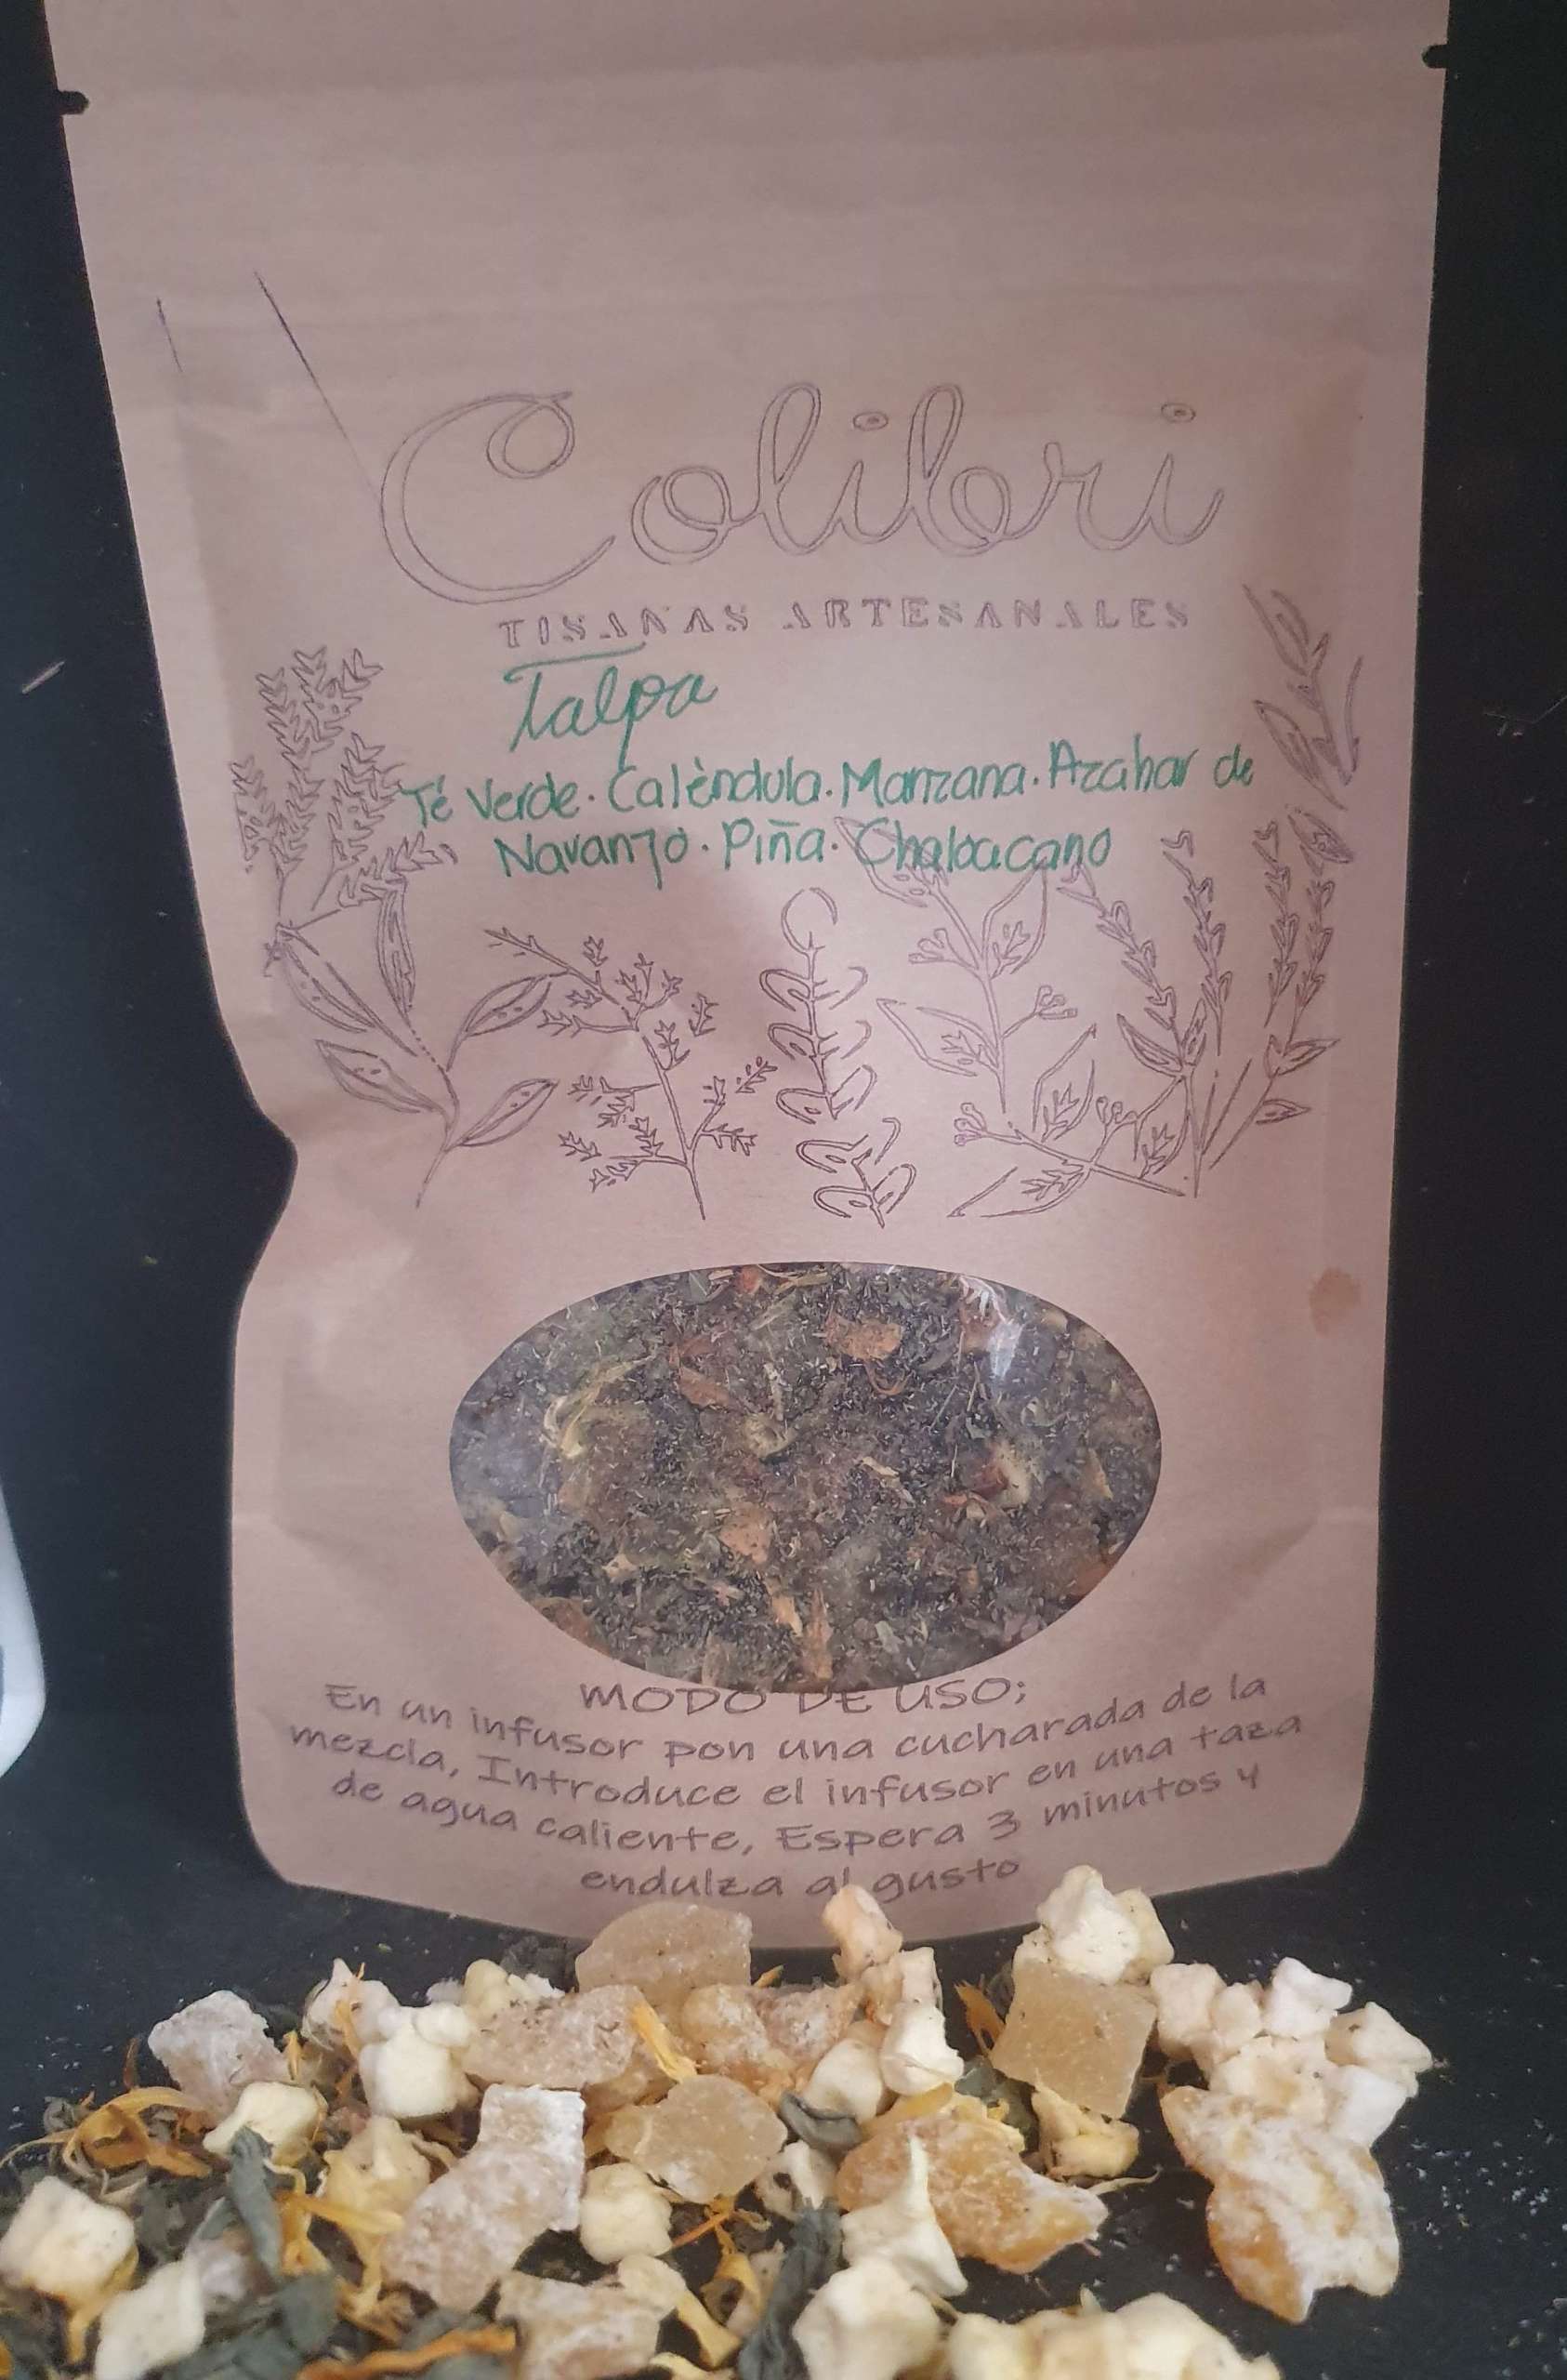 Colibri
TISANAS ARTESANALES
Talpa
Té Verde. Caléndula. Manzana. Azahar de
Naranjo. Piña. Chabacano
MODO DE USO;
En un infusor pon una cucharada de la
mezcla, Introduce el infusor en una taza
de agua caliente, Espera 3 minutos y
endulza al gusto